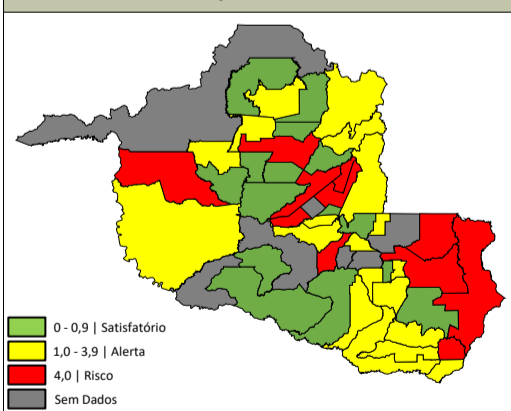 0 - 0,9 | Satisfatório
1,0 - 3,9 | Alerta
4,0 | Risco
Sem Dados